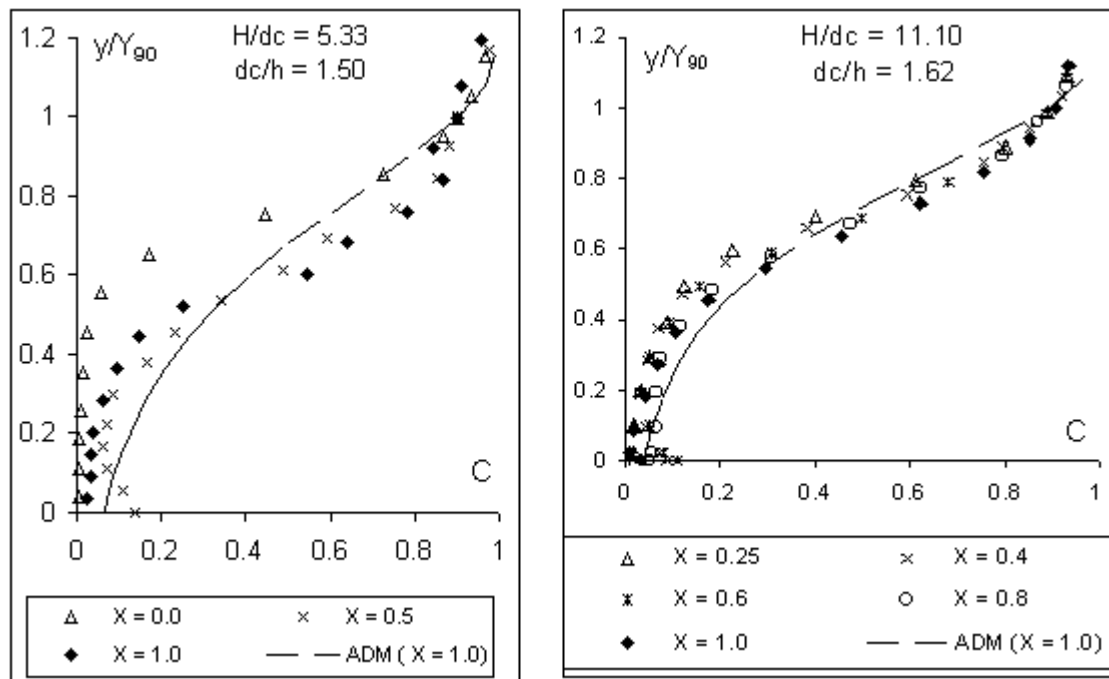 H/dc = 5.33
dc/h = 1.50
y/Y90
1.2
1
0.8
0.6
0.4
0.2
0
C
0 0.2 0.4 0.6 0.8 1
X = 0.0 X = 0.5
X = 1.0 ADM ( X = 1.0)
H/dc = 11.10
dc/h = 1.62
y/Y90
1.2
1
0.8
0.6
0.4
0.2
0
C
0 0.2 0.4 0.6 0.8 1
X = 0.25 X = 0.4
X = 0.6 X = 0.8
X = 1.0 ADM (X = 1.0)